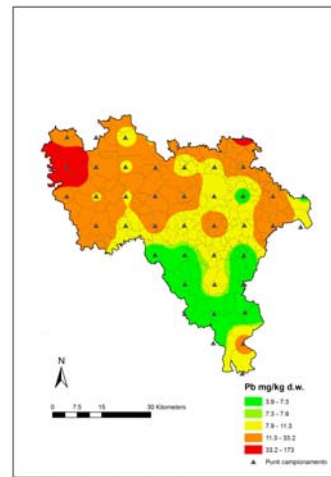 N
0 7.5 15 30 Kilometers
Pb mg/kg d.w.
3.9 - 7.3
7.3 - 7.9
7.9 - 11.3
11.3 - 33.2
33.2 - 173
Punti campionamento